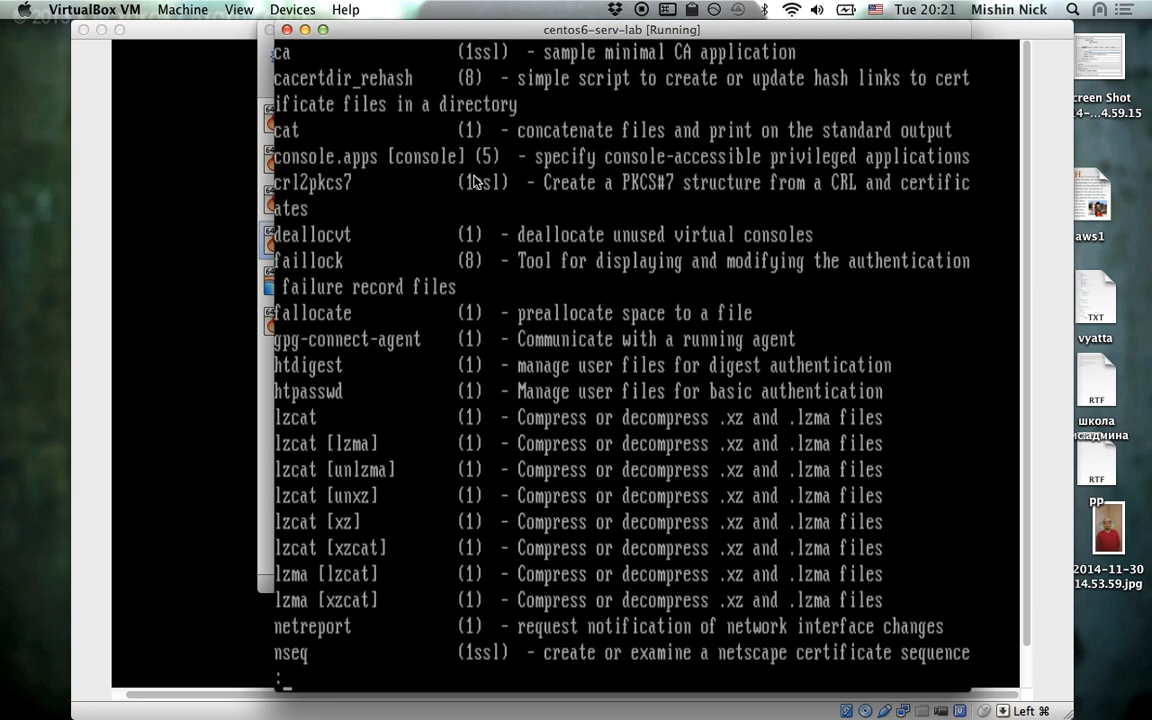 VirtualBox VM Machine View Devices Help Tue 20:21 Mishin Nick
centos6-serv-lab [Running]
ca (1ssl) - sample minimal CA application
cacertdir_rehash (8) - simple script to create or update hash links to cert
ificate files in a directory
cat (1) - concatenate files and print on the standard output
console.apps [console] (5) - specify console-accessible privileged applications
crl2pkcs7 (1ssl) - Create a PKCS#7 structure from a CRL and certific
ates
deallocvt (1) - deallocate unused virtual consoles
faillock (8) - Tool for displaying and modifying the authentication
failure record files
fallocate (1) - preallocate space to a file
gpg-connect-agent (1) - Communicate with a running agent
htdigest (1) - manage user files for digest authentication
htpasswd (1) - Manage user files for basic authentication
lzcat (1) - Compress or decompress .xz and .lzma files
lzcat [lzma] (1) - Compress or decompress .xz and .lzma files
lzcat [unlzma] (1) - Compress or decompress .xz and .lzma files
lzcat [unxz] (1) - Compress or decompress .xz and .lzma files
lzcat [xz] (1) - Compress or decompress .xz and .lzma files
lzcat [xzcat] (1) - Compress or decompress .xz and .lzma files
lzma [lzcat] (1) - Compress or decompress .xz and .lzma files
lzma [xzcat] (1) - Compress or decompress .xz and .lzma files
netreport (1) - request notification of network interface changes
nseq (1ssl) - create or examine a netscape certificate sequence
:
Left ⌘
creen Shot
14-...4.59.15
aws1
TXT
vyatta
RTF
школа
RTF
pp
2014-11-30
14.53.59.jpg